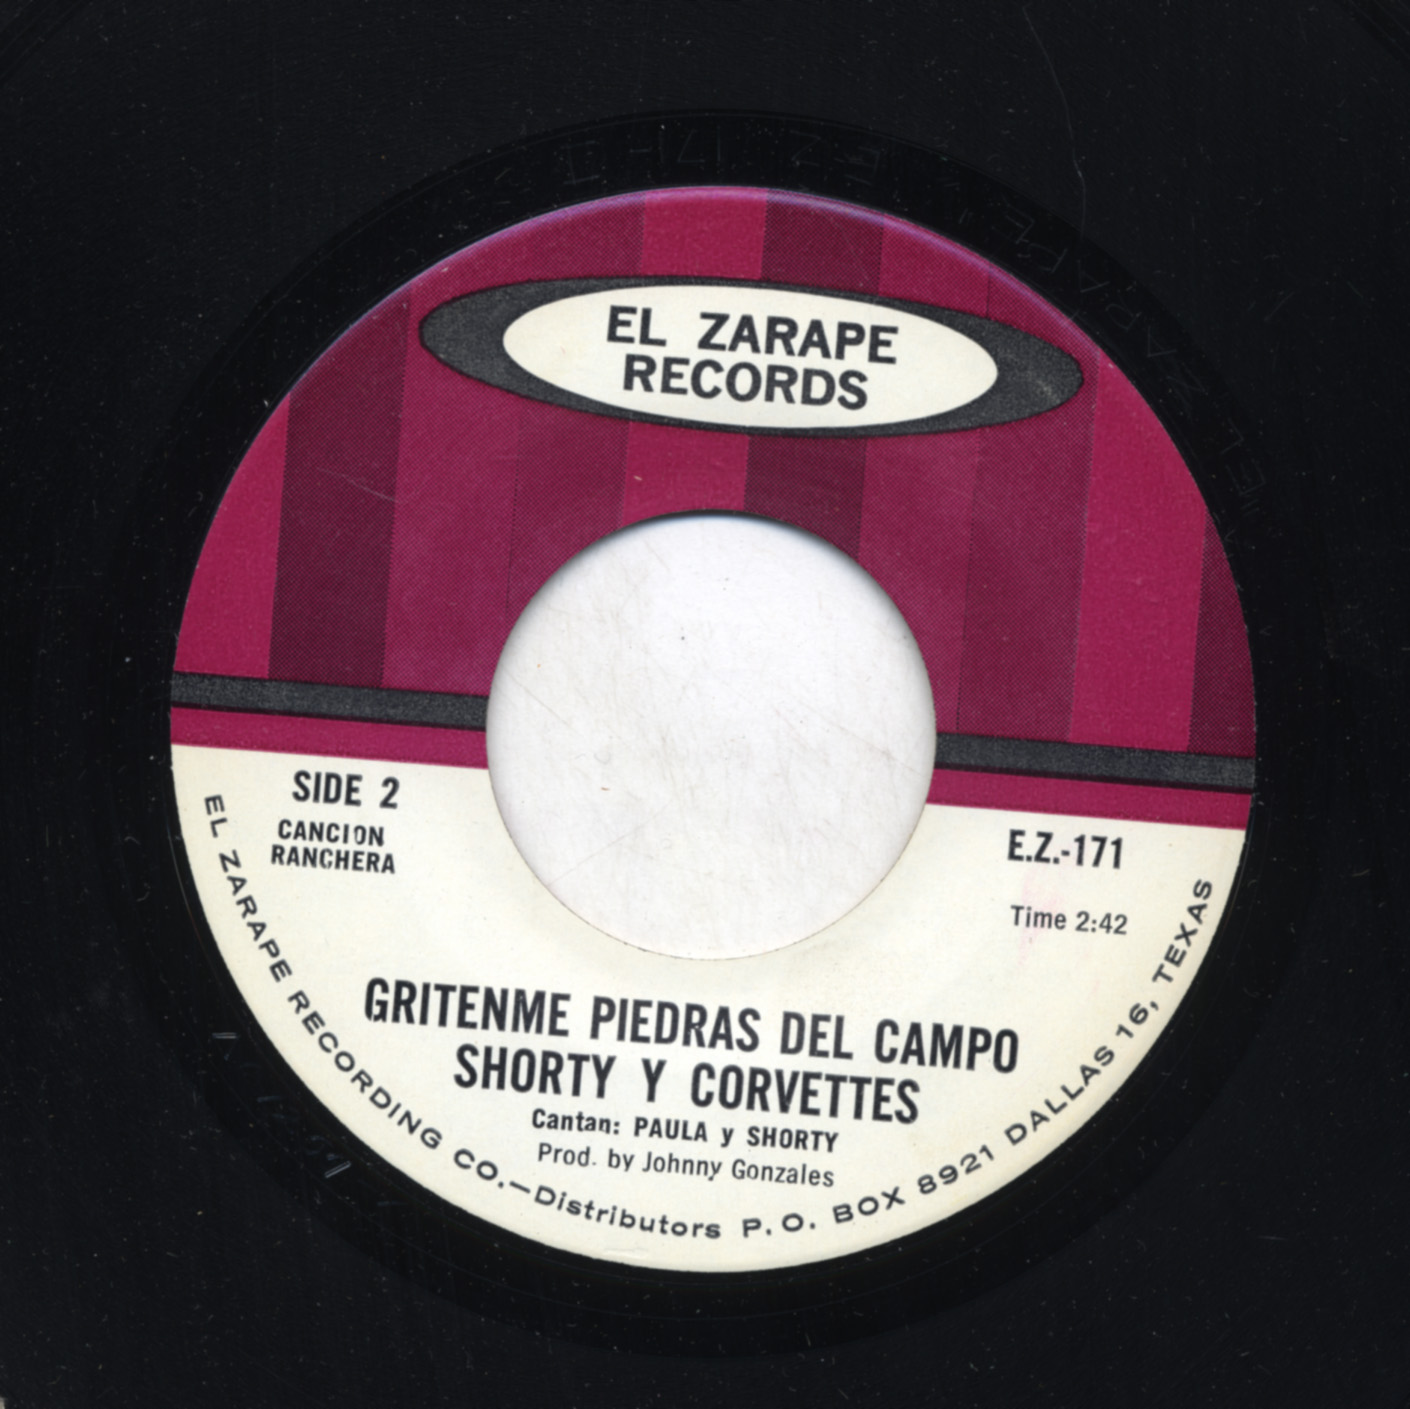 EL ZARAPE
RECORDS
SIDE 2
CANCION
RANCHERA
E.Z.-171
Time 2:42
GRITENME PIEDRAS DEL CAMPO
SHORTY Y CORVETTES
Cantan: PAULA y SHORTY
Prod. by Johnny Gonzales
EL ZARAPE RECORDING CO.—Distributors P. O. BOX 8921 DALLAS 16, TEXAS